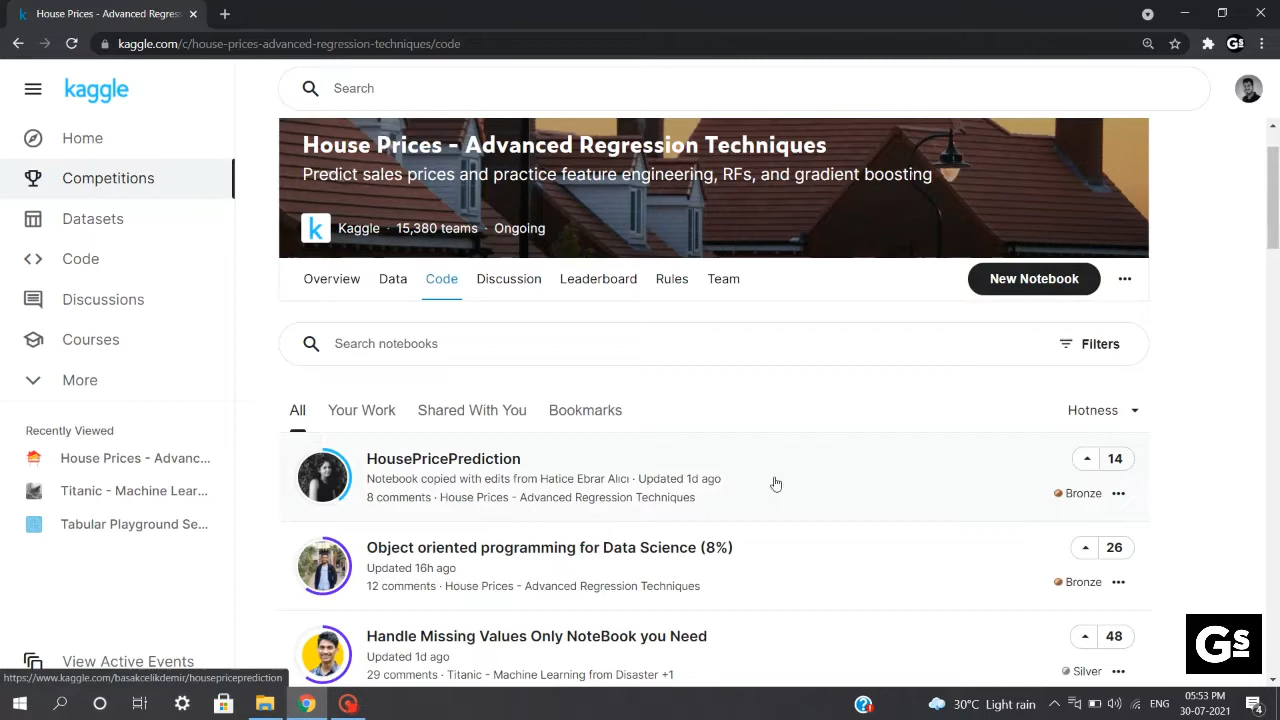 House Prices - Advanced Regres
kaggle.com/c/house-prices-advanced-regression-techniques/code
Gs
kaggle
Search
Home
Competitions
Datasets
Code
Discussions
Courses
More
Recently Viewed
House Prices - Advanc...
Titanic - Machine Lear...
Tabular Playground Se...
View Active Events
https://www.kaggle.com/basakcelikdemir/housepriceprediction
House Prices - Advanced Regression Techniques
Predict sales prices and practice feature engineering, RFs, and gradient boosting
k
Kaggle · 15,380 teams · Ongoing
Overview Data Code Discussion Leaderboard Rules Team New Notebook
Search notebooks Filters
All Your Work Shared With You Bookmarks Hotness
HousePricePrediction 14
Notebook copied with edits from Hatice Ebrar Alıcı · Updated 1d ago
8 comments · House Prices - Advanced Regression Techniques Bronze
Object oriented programming for Data Science (8%) 26
Updated 16h ago
12 comments · House Prices - Advanced Regression Techniques Bronze
Handle Missing Values Only NoteBook you Need 48
Updated 1d ago
29 comments · Titanic - Machine Learning from Disaster +1 Silver
Gs
30°C Light rain ENG 05:53 PM
30-07-2021
4